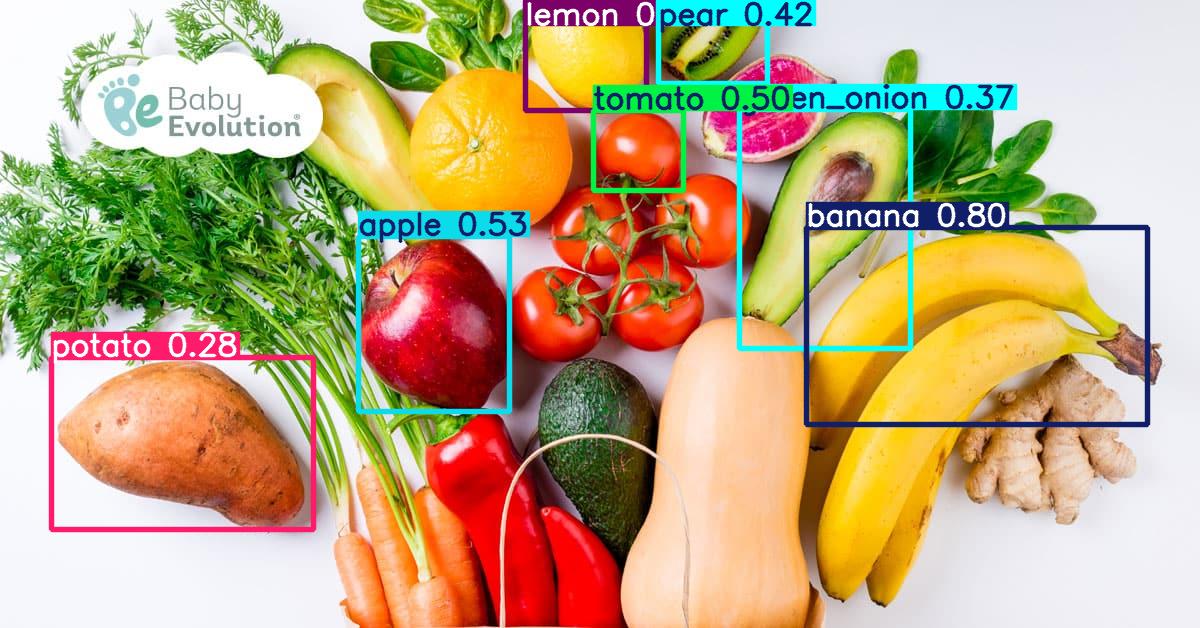 lemon 0
pear 0.42
Baby
Evolution®
Be
tomato 0.50
en_onion 0.37
apple 0.53
banana 0.80
potato 0.28